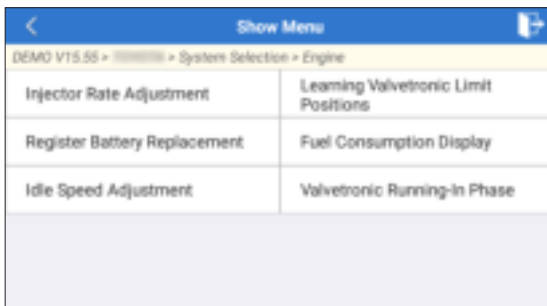 Show Menu
DEMO V15.55 > > System Selection > Engine
Injector Rate Adjustment
Learning Valvetronic Limit
Positions
Register Battery Replacement
Fuel Consumption Display
Idle Speed Adjustment
Valvetronic Running-In Phase